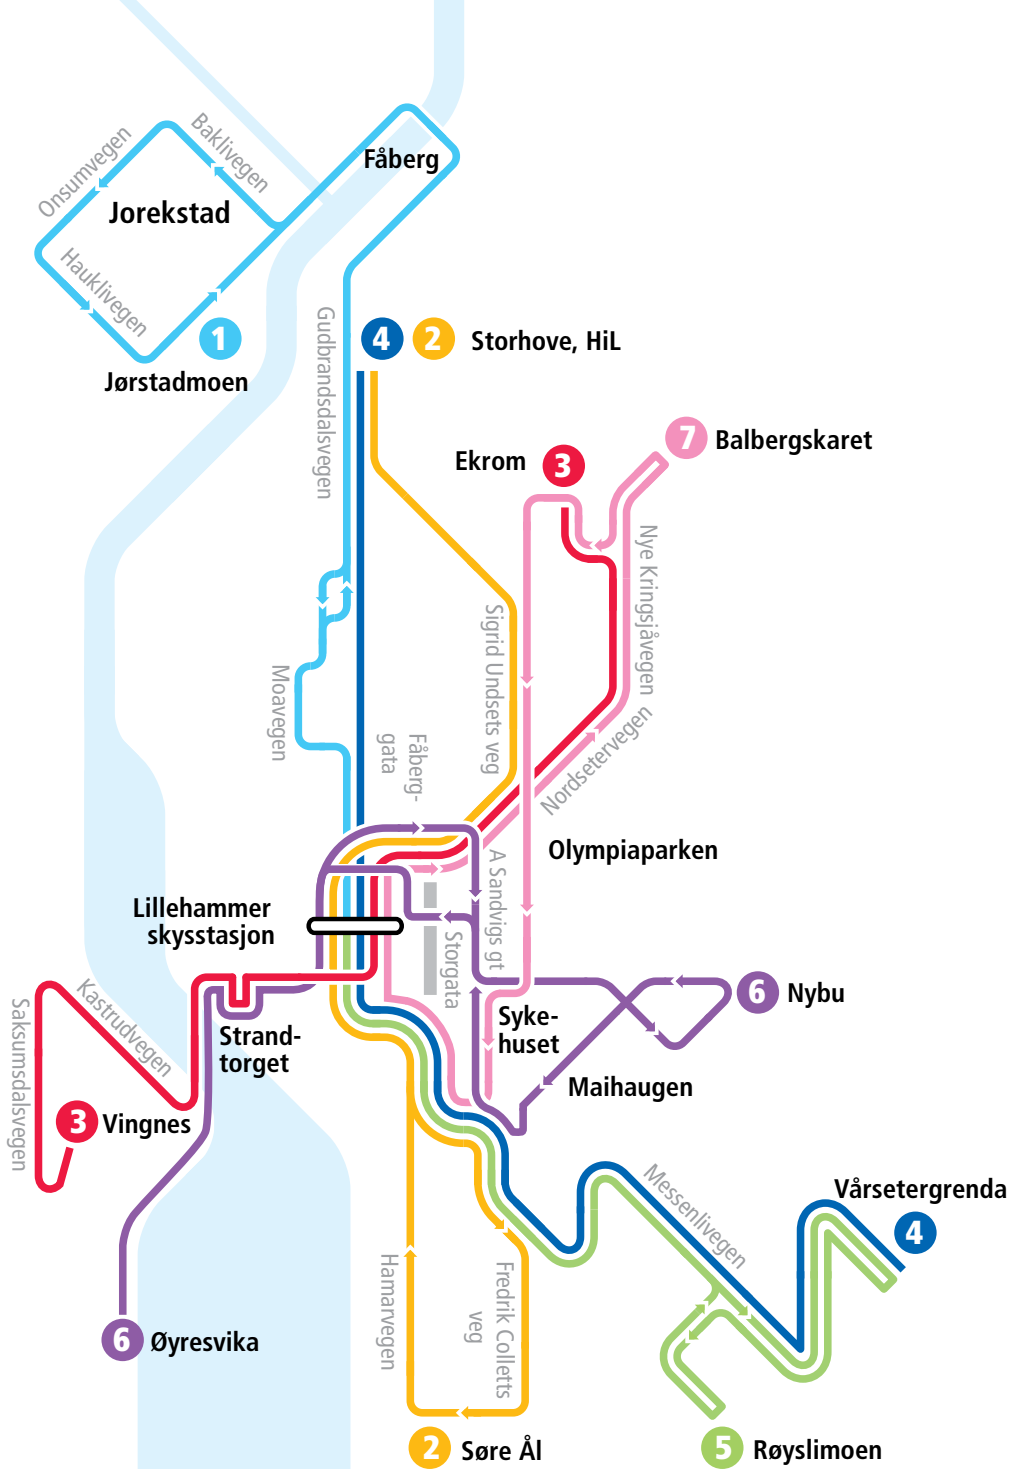 Baklivegen
Onsumvegen
Fåberg
Jorekstad
Hauklivegen
1
Jørstadmoen
Gudbrandsdalsvegen
4
2
Storhove, HiL
7
Balbergskaret
Ekrom
3
Nye Kringsjåvegen
Sigrid Undsets veg
Moavegen
Fåberg-
gata
Nordsetervegen
Olympiaparken
A Sandvigs gt
Lillehammer
skysstasjon
Storgata
Kastrudvegen
Saksumsdalsvegen
Strand-
torget
Syke-
huset
6
Nybu
Maihaugen
3
Vingnes
Messenlivegen
Vårsetergrenda
4
Hamarvegen
Fredrik Colletts
veg
6
Øyresvika
2
Søre Ål
5
Røyslimoen